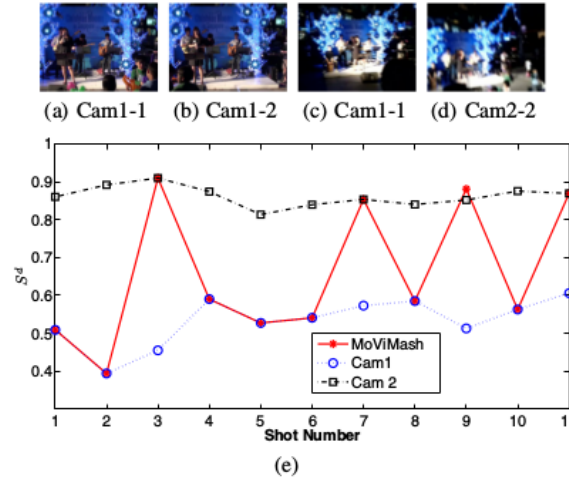 (a) Cam1-1 (b) Cam1-2 (c) Cam1-1 (d) Cam2-2
1
0.9
0.8
0.7
0.6
0.5
0.4
S^d
MoViMash
Cam1
Cam 2
1 2 3 4 5 6 7 8 9 10 1
Shot Number
(e)